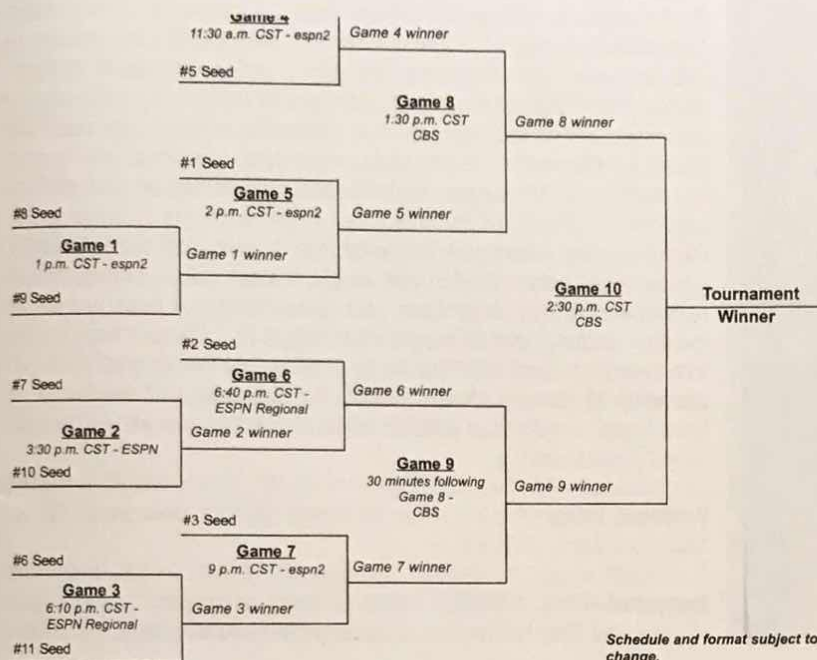 Game 4
11:30 a.m. CST - espn2
Game 4 winner
#5 Seed
Game 8
1:30 p.m. CST
CBS
Game 8 winner
#1 Seed
Game 5
2 p.m. CST - espn2
Game 5 winner
#8 Seed
Game 1
1 p.m. CST - espn2
Game 1 winner
#9 Seed
Game 10
2:30 p.m. CST
CBS
Tournament
Winner
#2 Seed
Game 6
6:40 p.m. CST -
ESPN Regional
Game 6 winner
#7 Seed
Game 2
3:30 p.m. CST - ESPN
Game 2 winner
#10 Seed
Game 9
30 minutes following
Game 8 -
CBS
Game 9 winner
#3 Seed
Game 7
9 p.m. CST - espn2
Game 7 winner
#6 Seed
Game 3
6:10 p.m. CST -
ESPN Regional
Game 3 winner
#11 Seed
Schedule and format subject to
change.